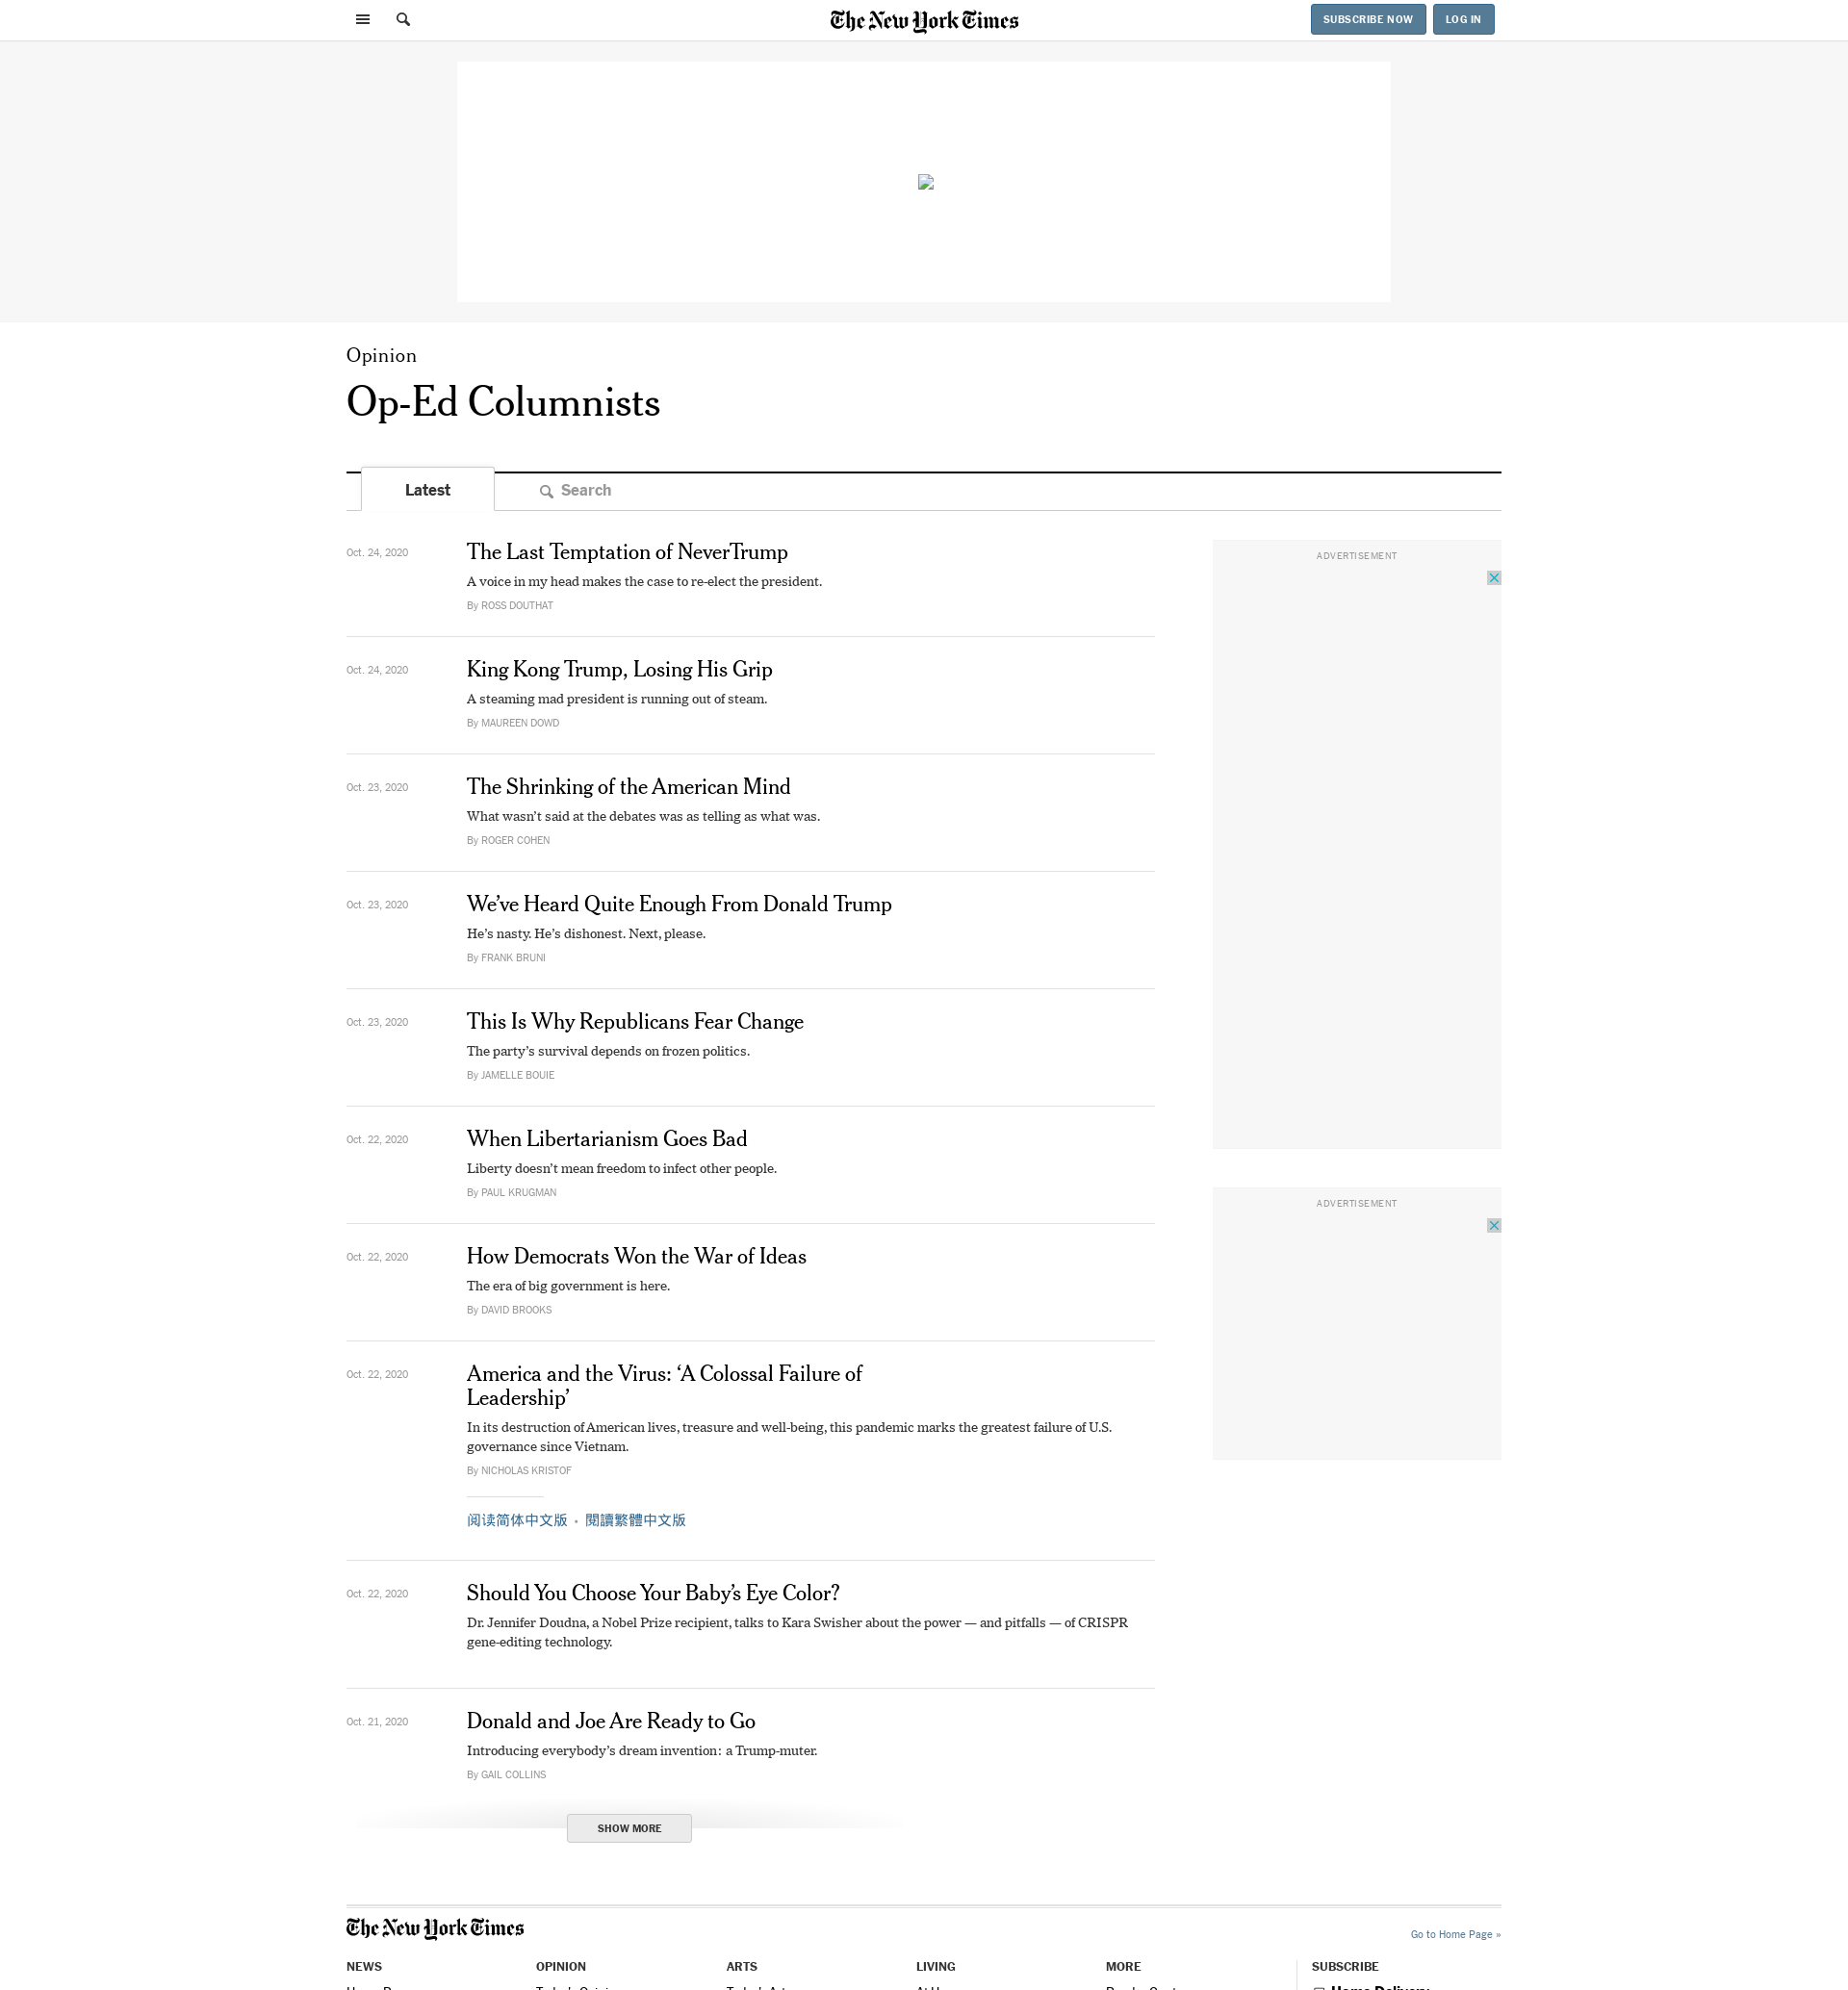 The New York Times
SUBSCRIBE NOW
LOG IN
Opinion
Op-Ed Columnists
Latest
Search
Oct. 24, 2020
The Last Temptation of NeverTrump
A voice in my head makes the case to re-elect the president.
By ROSS DOUTHAT
Oct. 24, 2020
King Kong Trump, Losing His Grip
A steaming mad president is running out of steam.
By MAUREEN DOWD
Oct. 23, 2020
The Shrinking of the American Mind
What wasn’t said at the debates was as telling as what was.
By ROGER COHEN
Oct. 23, 2020
We’ve Heard Quite Enough From Donald Trump
He’s nasty. He’s dishonest. Next, please.
By FRANK BRUNI
Oct. 23, 2020
This Is Why Republicans Fear Change
The party’s survival depends on frozen politics.
By JAMELLE BOUIE
Oct. 22, 2020
When Libertarianism Goes Bad
Liberty doesn’t mean freedom to infect other people.
By PAUL KRUGMAN
Oct. 22, 2020
How Democrats Won the War of Ideas
The era of big government is here.
By DAVID BROOKS
Oct. 22, 2020
America and the Virus: ‘A Colossal Failure of
Leadership’
In its destruction of American lives, treasure and well-being, this pandemic marks the greatest failure of U.S.
governance since Vietnam.
By NICHOLAS KRISTOF
阅读简体中文版 • 閱讀繁體中文版
Oct. 22, 2020
Should You Choose Your Baby’s Eye Color?
Dr. Jennifer Doudna, a Nobel Prize recipient, talks to Kara Swisher about the power — and pitfalls — of CRISPR
gene-editing technology.
Oct. 21, 2020
Donald and Joe Are Ready to Go
Introducing everybody’s dream invention: a Trump-muter.
By GAIL COLLINS
SHOW MORE
ADVERTISEMENT
ADVERTISEMENT
The New York Times
Go to Home Page »
NEWS
OPINION
ARTS
LIVING
MORE
SUBSCRIBE
Home Delivery